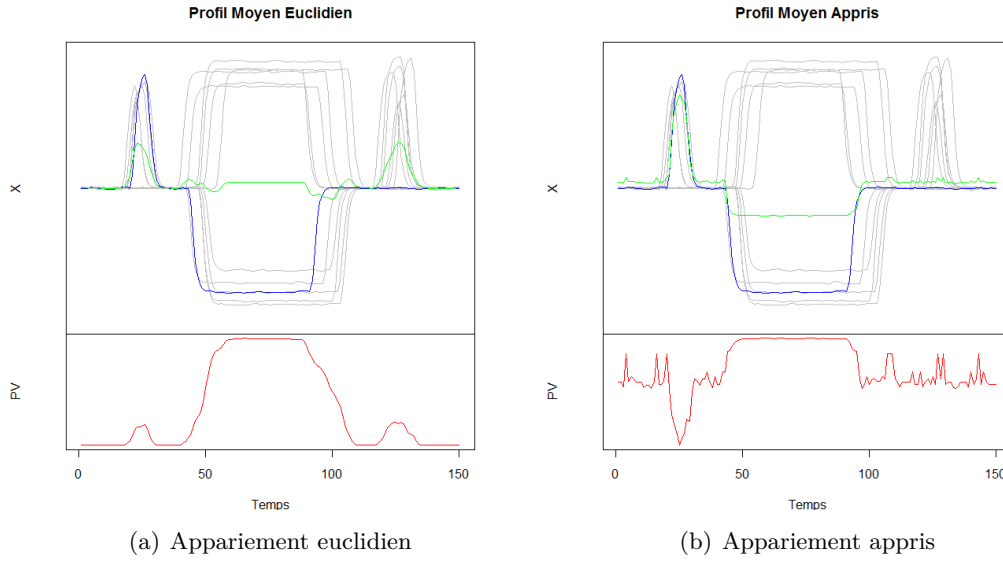 Profil Moyen Euclidien
X
PV
0 50 100 150
Temps
(a) Appariement euclidien
Profil Moyen Appris
X
PV
0 50 100 150
Temps
(b) Appariement appris